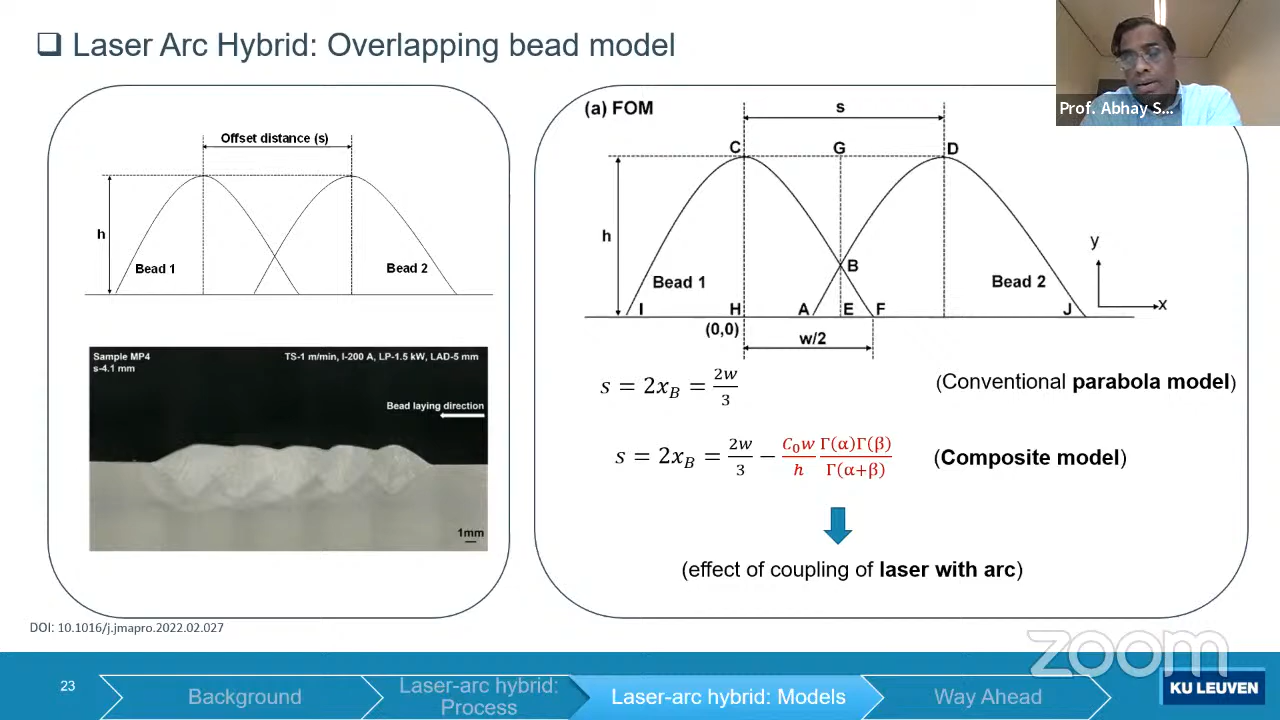 ❑ Laser Arc Hybrid: Overlapping bead model
Prof. Abhay S...
Offset distance (s)
h
Bead 1
Bead 2
Sample MP4
s-4.1 mm
TS-1 m/min, I-200 A, LP-1.5 kW, LAD-5 mm
Bead laying direction
1mm
(a) FOM
s
C
G
D
h
B
y
Bead 1
Bead 2
I
H
A
E
F
J
x
(0,0)
w/2
s = 2x_B = 2w/3
(Conventional parabola model)
s = 2x_B = 2w/3 − C₀w/h Γ(α)Γ(β)/Γ(α+β)
(Composite model)
(effect of coupling of laser with arc)
DOI: 10.1016/j.jmapro.2022.02.027
zoom
23
Background
Laser-arc hybrid:
Process
Laser-arc hybrid: Models
Way Ahead
KU LEUVEN